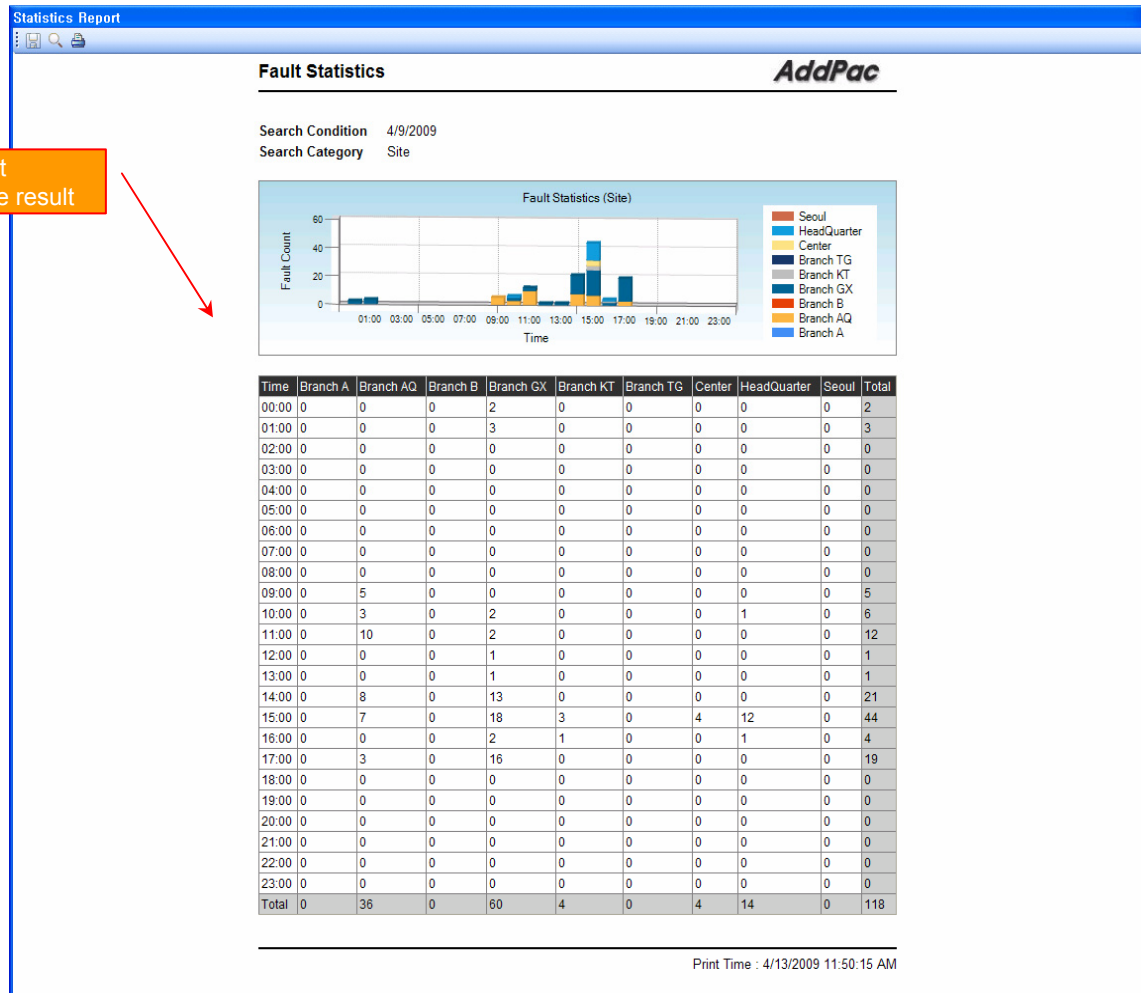 Statistics Report
Fault Statistics
AddPac
Search Condition 4/9/2009
Search Category Site
t
e result
Fault Statistics (Site)
Fault Count
60
40
20
0
01:00 03:00 05:00 07:00 09:00 11:00 13:00 15:00 17:00 19:00 21:00 23:00
Time
Seoul
HeadQuarter
Center
Branch TG
Branch KT
Branch GX
Branch B
Branch AQ
Branch A
Time Branch A Branch AQ Branch B Branch GX Branch KT Branch TG Center HeadQuarter Seoul Total
00:00 0 0 0 2 0 0 0 0 0 2
01:00 0 0 0 3 0 0 0 0 0 3
02:00 0 0 0 0 0 0 0 0 0 0
03:00 0 0 0 0 0 0 0 0 0 0
04:00 0 0 0 0 0 0 0 0 0 0
05:00 0 0 0 0 0 0 0 0 0 0
06:00 0 0 0 0 0 0 0 0 0 0
07:00 0 0 0 0 0 0 0 0 0 0
08:00 0 0 0 0 0 0 0 0 0 0
09:00 0 5 0 0 0 0 0 0 0 5
10:00 0 3 0 2 0 0 0 1 0 6
11:00 0 10 0 2 0 0 0 0 0 12
12:00 0 0 0 1 0 0 0 0 0 1
13:00 0 0 0 1 0 0 0 0 0 1
14:00 0 8 0 13 0 0 0 0 0 21
15:00 0 7 0 18 3 0 4 12 0 44
16:00 0 0 0 2 1 0 0 1 0 4
17:00 0 3 0 16 0 0 0 0 0 19
18:00 0 0 0 0 0 0 0 0 0 0
19:00 0 0 0 0 0 0 0 0 0 0
20:00 0 0 0 0 0 0 0 0 0 0
21:00 0 0 0 0 0 0 0 0 0 0
22:00 0 0 0 0 0 0 0 0 0 0
23:00 0 0 0 0 0 0 0 0 0 0
Total 0 36 0 60 4 0 4 14 0 118
Print Time : 4/13/2009 11:50:15 AM